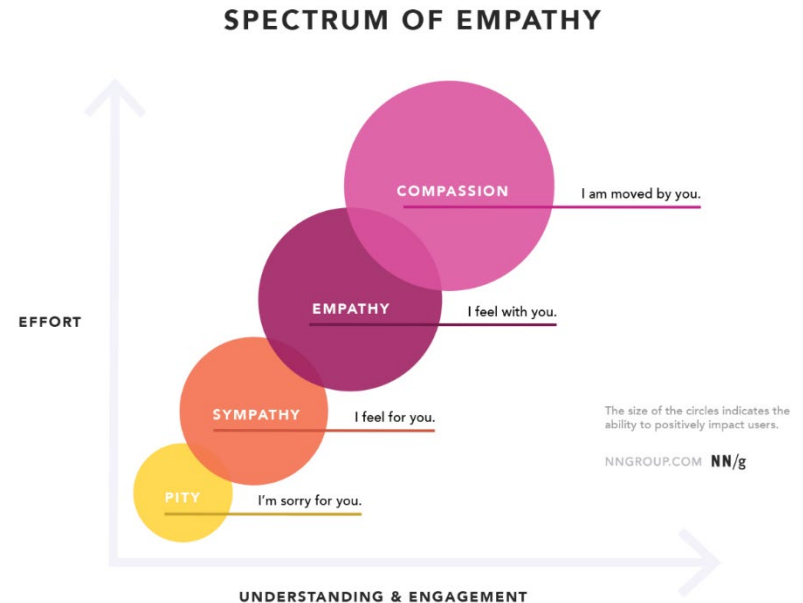 SPECTRUM OF EMPATHY
COMPASSION
I am moved by you.
EMPATHY
I feel with you.
EFFORT
SYMPATHY
I feel for you.
The size of the circles indicates the
ability to positively impact users.
NNGROUP.COM NN/g
PITY
I'm sorry for you.
UNDERSTANDING & ENGAGEMENT